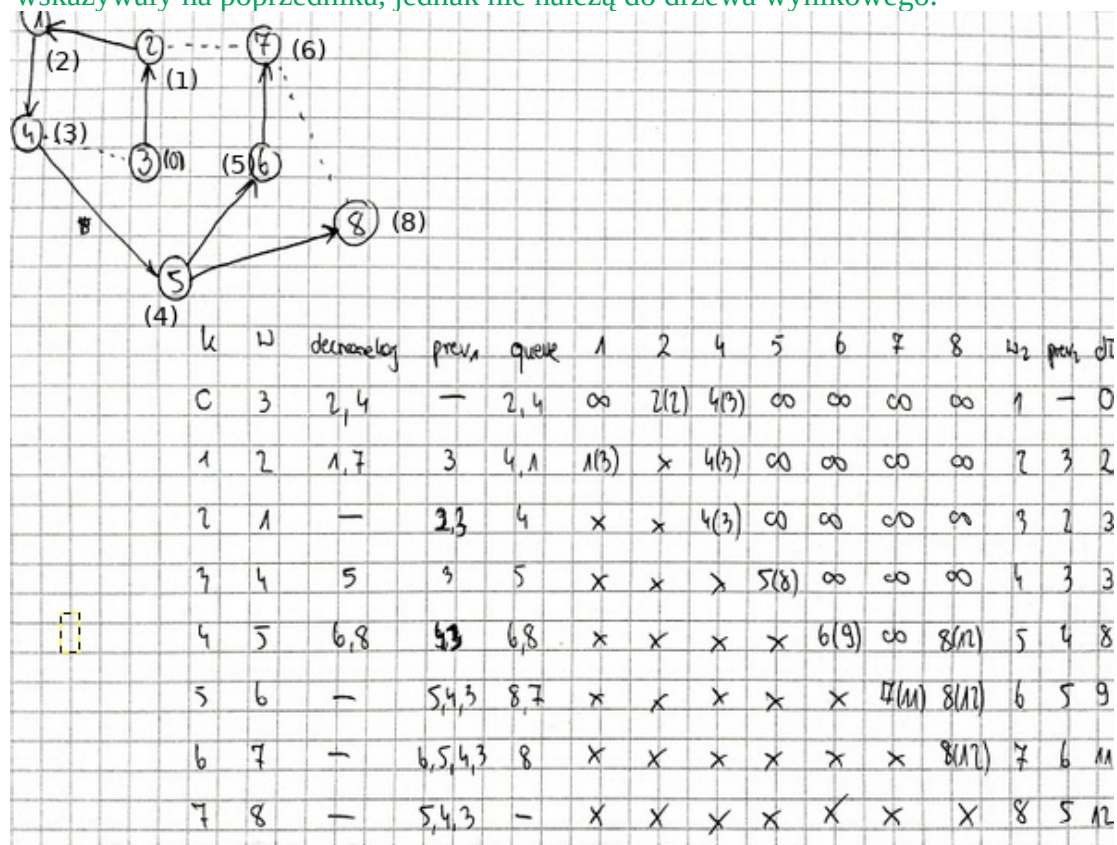 wskazywały na poprzednika, jednak nie należą do drzewa wynikowego.
1
2 7 (6)
(2) (1)
4 (3)
3 (0) (5) 6
8 (8)
5
(4)
k W prev₁ queue 1 2 4 5 6 7 8 W₂ prev₂
C 3 2,4 — 2,4 ∞ 2(2) 4(3) ∞ ∞ ∞ ∞ 1 — 0
1 2 1,7 3 4,1 1(3) x 4(3) ∞ ∞ ∞ ∞ 2 3 2
2 1 — 2,3 4 x x 4(3) ∞ ∞ ∞ ∞ 3 2 3
3 4 5 3 5 x x x 5(8) ∞ ∞ ∞ 4 3 3
4 5 6,8 6,8 x x x x 6(9) ∞ 8(12) 5 4 8
5 6 — 5,4,3 8,7 x x x x x 7(11) 8(12) 6 5 9
6 7 — 6,5,4,3 8 x x x x x x 8(12) 7 6 11
7 8 — 5,4,3 — x x x x x x x 8 5 12